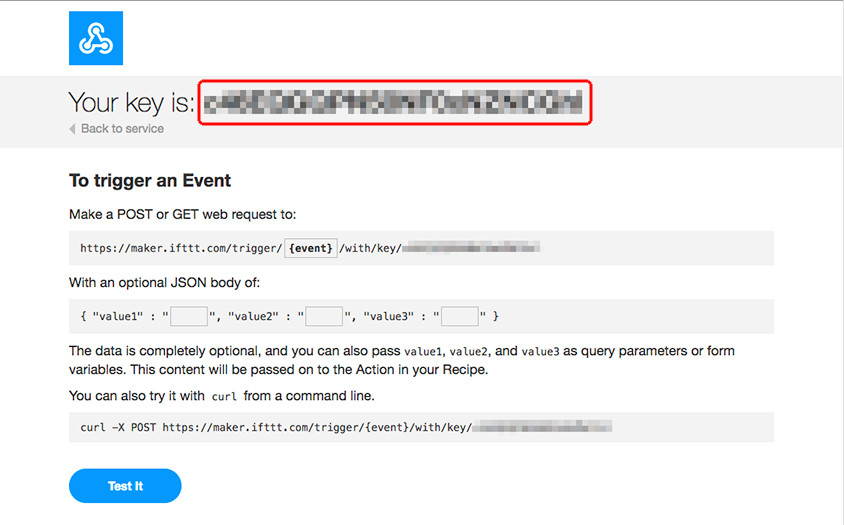 Your key is:
Back to service
To trigger an Event
Make a POST or GET web request to:
https://maker.ifttt.com/trigger/ {event} /with/key/
With an optional JSON body of:
{ "value1" : " ", "value2" : " ", "value3" : " " }
The data is completely optional, and you can also pass value1, value2, and value3 as query parameters or form
variables. This content will be passed on to the Action in your Recipe.
You can also try it with curl from a command line.
curl -X POST https://maker.ifttt.com/trigger/{event}/with/key/
Test It